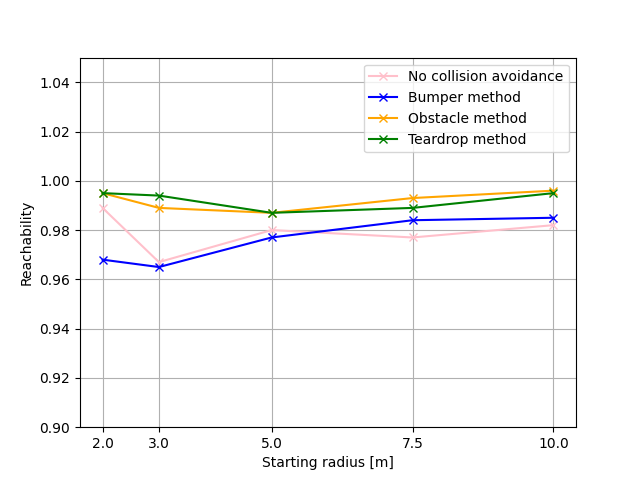 No collision avoidance
Bumper method
Obstacle method
Teardrop method
1.04
1.02
1.00
0.98
0.96
0.94
0.92
0.90
Reachability
2.0 3.0 5.0 7.5 10.0
Starting radius [m]